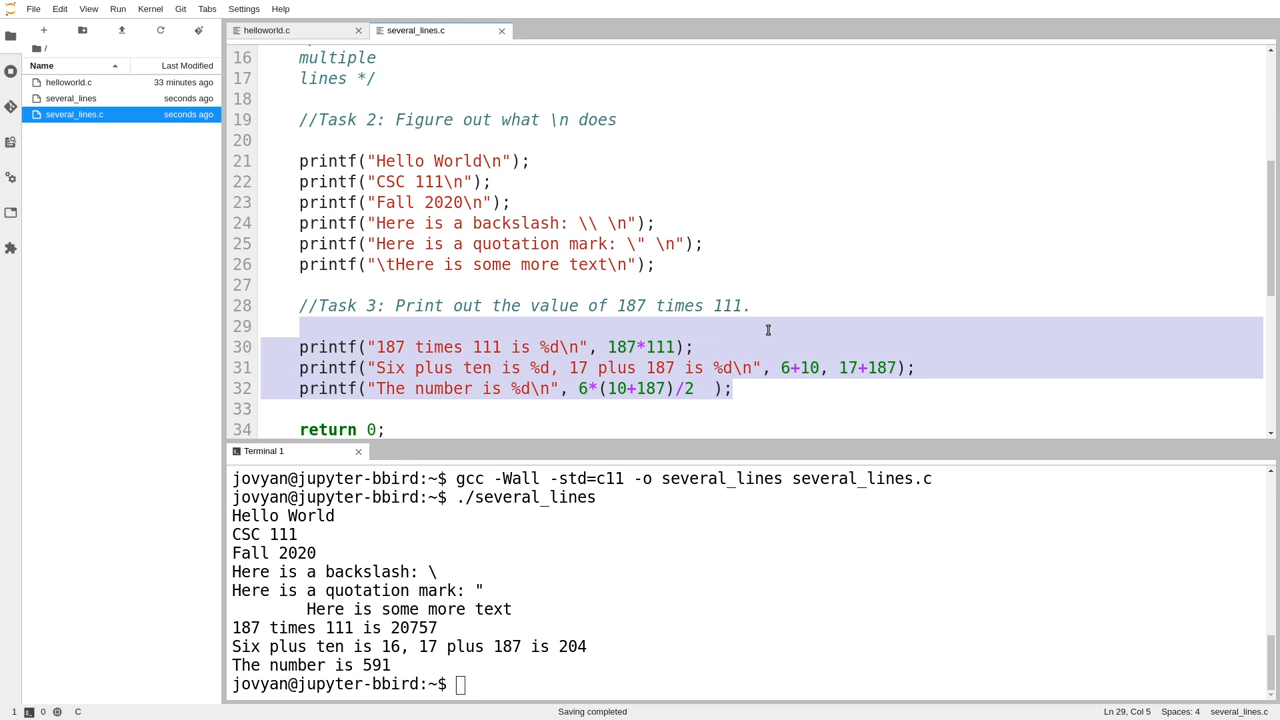 File Edit View Run Kernel Git Tabs Settings Help
helloworld.c
several_lines.c
/
Name Last Modified
helloworld.c 33 minutes ago
several_lines seconds ago
several_lines.c seconds ago
16 multiple
17 lines */
18
19 //Task 2: Figure out what \n does
20
21 printf("Hello World\n");
22 printf("CSC 111\n");
23 printf("Fall 2020\n");
24 printf("Here is a backslash: \\ \n");
25 printf("Here is a quotation mark: \" \n");
26 printf("\tHere is some more text\n");
27
28 //Task 3: Print out the value of 187 times 111.
29
30 printf("187 times 111 is %d\n", 187*111);
31 printf("Six plus ten is %d, 17 plus 187 is %d\n", 6+10, 17+187);
32 printf("The number is %d\n", 6*(10+187)/2  );
33
34 return 0;
Terminal 1
jovyan@jupyter-bbird:~$ gcc -Wall -std=c11 -o several_lines several_lines.c
jovyan@jupyter-bbird:~$ ./several_lines
Hello World
CSC 111
Fall 2020
Here is a backslash: \
Here is a quotation mark: "
Here is some more text
187 times 111 is 20757
Six plus ten is 16, 17 plus 187 is 204
The number is 591
jovyan@jupyter-bbird:~$
1 0 C Saving completed Ln 29, Col 5 Spaces: 4 several_lines.c